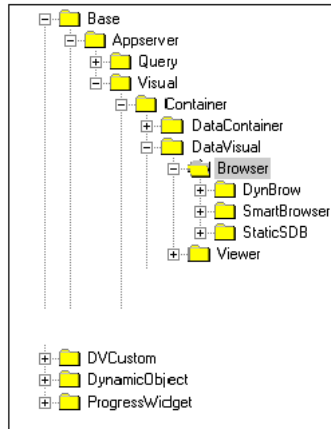 Base
Appserver
Query
Visual
Container
DataContainer
DataVisual
Browser
DynBrow
SmartBrowser
StaticSDB
Viewer
DVCustom
DynamicObject
ProgressWidget